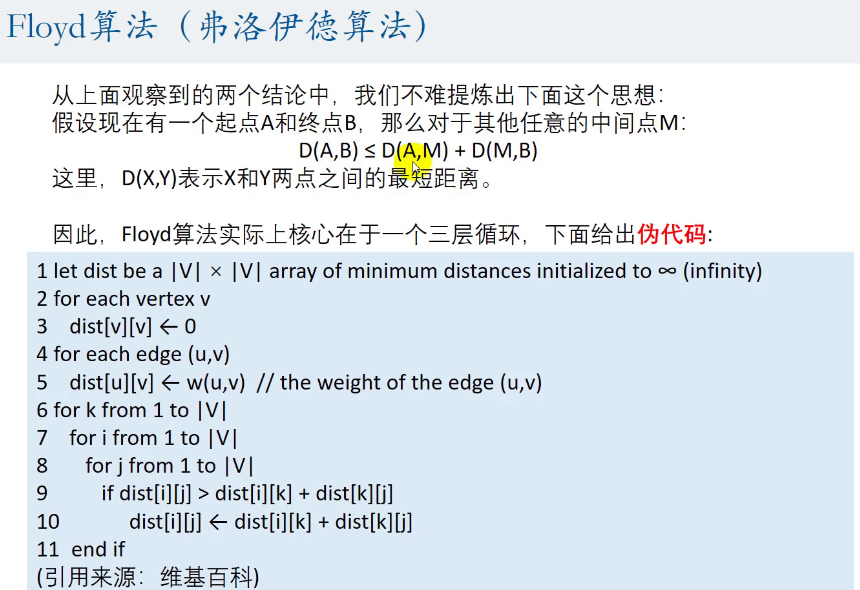 Floyd算法（弗洛伊德算法）
从上面观察到的两个结论中，我们不难提炼出下面这个思想：
假设现在有一个起点A和终点B，那么对于其他任意的中间点M：
D(A,B) ≤ D(A,M) + D(M,B)
这里，D(X,Y)表示X和Y两点之间的最短距离。
因此，Floyd算法实际上核心在于一个三层循环，下面给出伪代码:
1 let dist be a |V| × |V| array of minimum distances initialized to ∞ (infinity)
2 for each vertex v
3 dist[v][v] ← 0
4 for each edge (u,v)
5 dist[u][v] ← w(u,v) // the weight of the edge (u,v)
6 for k from 1 to |V|
7 for i from 1 to |V|
8 for j from 1 to |V|
9 if dist[i][j] > dist[i][k] + dist[k][j]
10 dist[i][j] ← dist[i][k] + dist[k][j]
11 end if
(引用来源：维基百科)